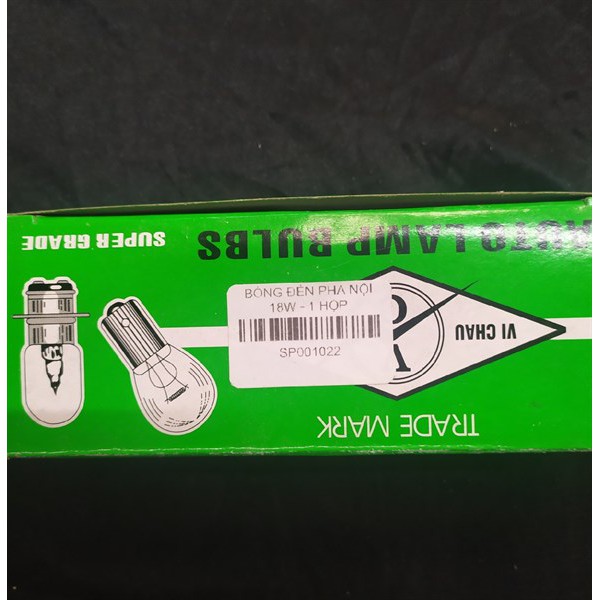 BÓNG ĐÈN PHA NỘI
18W - 1 HỘP
SP001022
TRADE MARK
VI CHAU
AUTO LAMP BULBS
SUPER GRADE